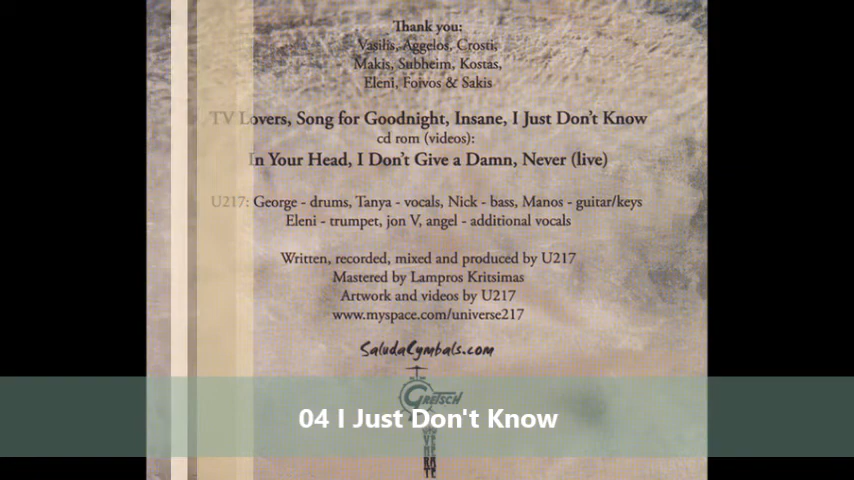 Thank you:
Vasilis, Aggelos, Crosti,
Makis, Subheim, Kostas,
Eleni, Foivos & Sakis
TV Lovers, Song for Goodnight, Insane, I Just Don't Know
cd rom (videos):
In Your Head, I Don't Give a Damn, Never (live)
U217: George - drums, Tanya - vocals, Nick - bass, Manos - guitar/keys
Eleni - trumpet, jon V, angel - additional vocals
Written, recorded, mixed and produced by U217
Mastered by Lampros Kritsimas
Artwork and videos by U217
www.myspace.com/universe217
SaludaCymbals.com
GRETSCH
04 I Just Don't Know